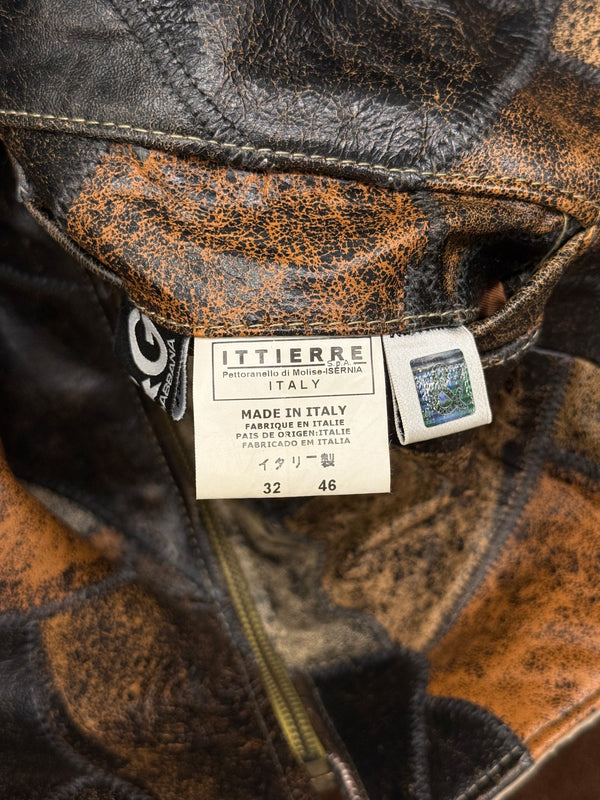 &G
GABBANA
ITTIERRE
S.p.A.
Pettoranello di Molise-ISERNIA
ITALY
MADE IN ITALY
FABRIQUE EN ITALIE
PAIS DE ORIGEN:ITALIE
FABRICADO EM ITALIA
イタリー製
32 46